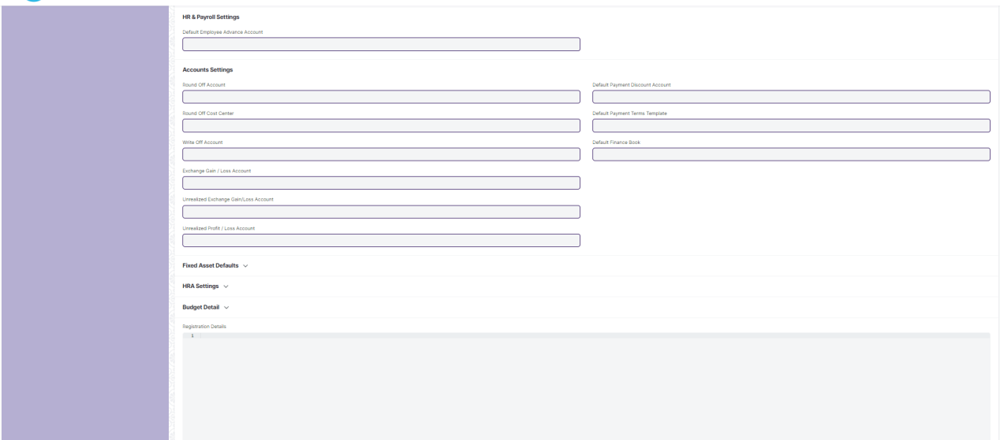 HR & Payroll Settings
Default Employee Advance Account
Accounts Settings
Round Off Account
Default Payment Discount Account
Round Off Cost Center
Default Payment Terms Template
Write Off Account
Default Finance Book
Exchange Gain / Loss Account
Unrealized Exchange Gain/Loss Account
Unrealized Profit / Loss Account
Fixed Asset Defaults
HRA Settings
Budget Detail
Registration Details
1